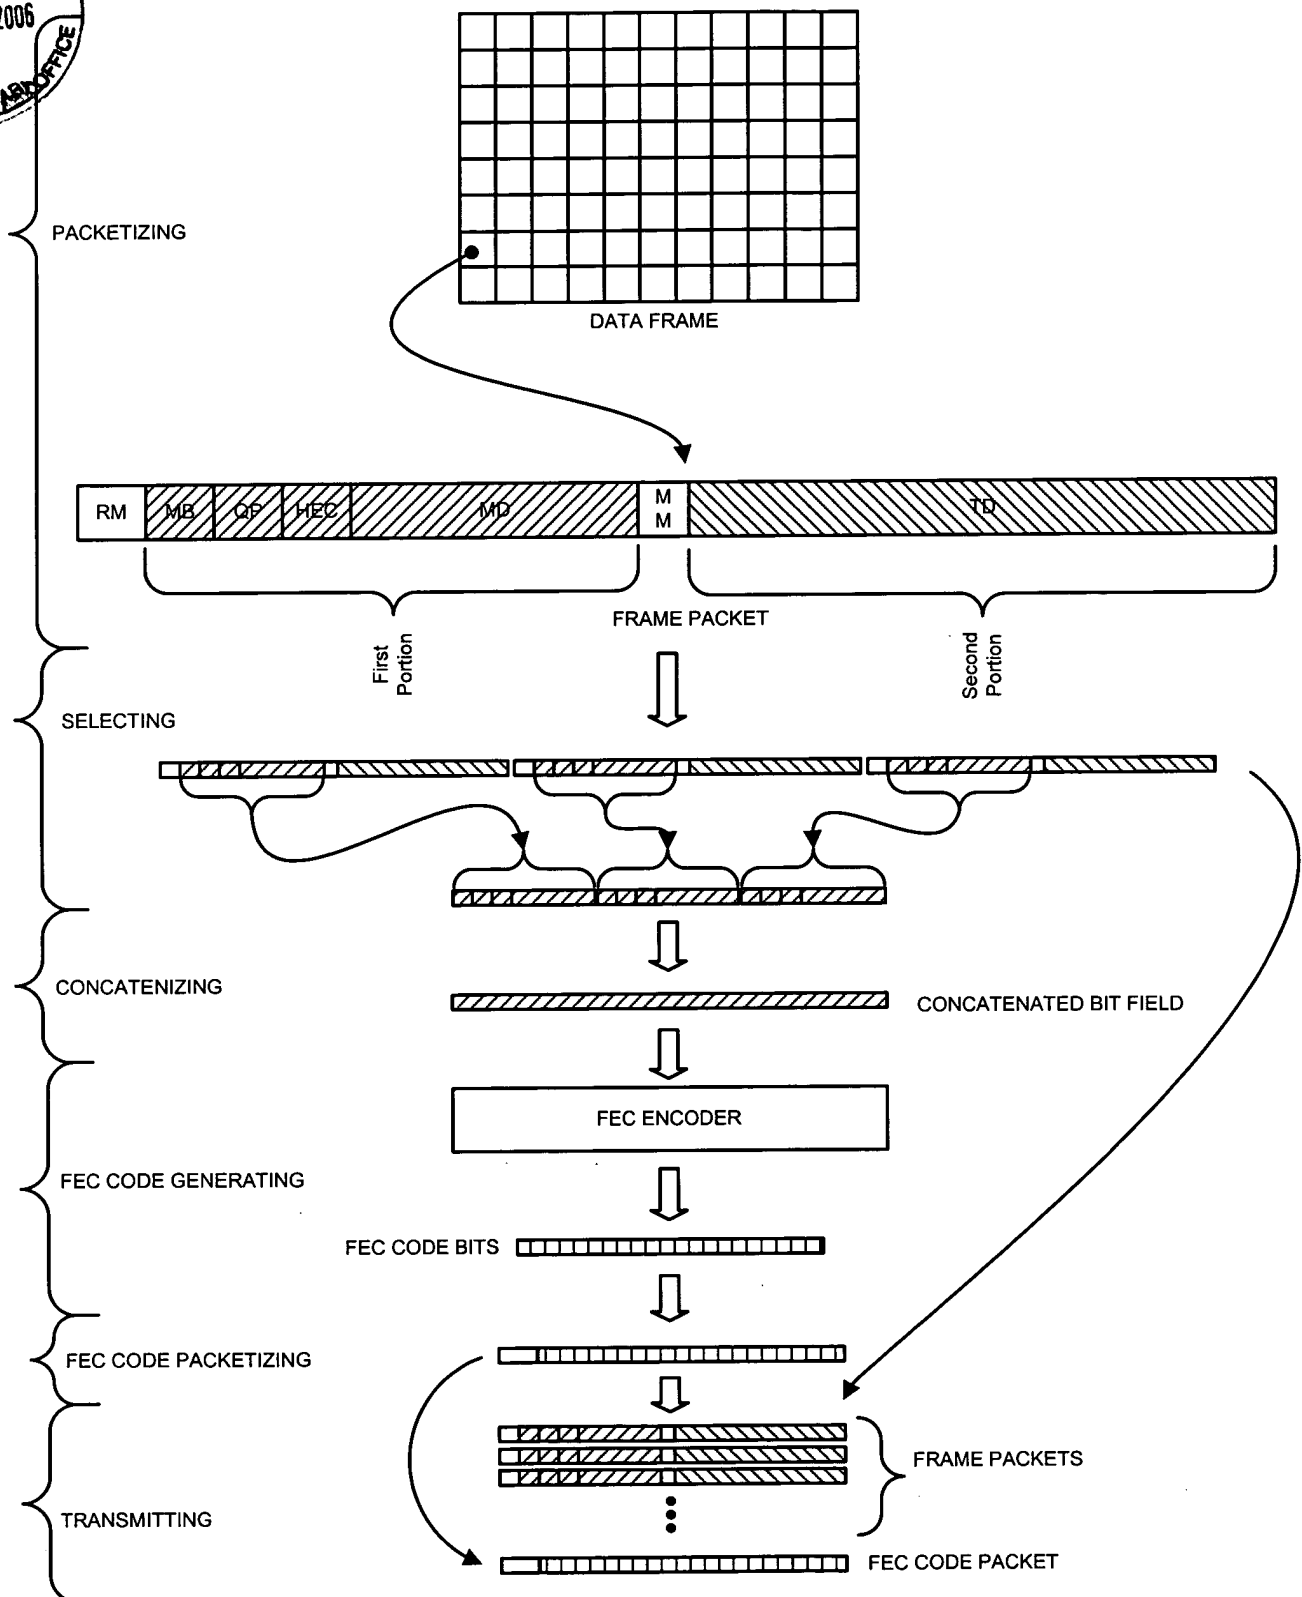 2006
OFFICE
PACKETIZING
DATA FRAME
RM MB QP HEC MD M M TD
FRAME PACKET
First Portion
Second Portion
SELECTING
CONCATENIZING
CONCATENATED BIT FIELD
FEC ENCODER
FEC CODE GENERATING
FEC CODE BITS
FEC CODE PACKETIZING
FRAME PACKETS
TRANSMITTING
FEC CODE PACKET